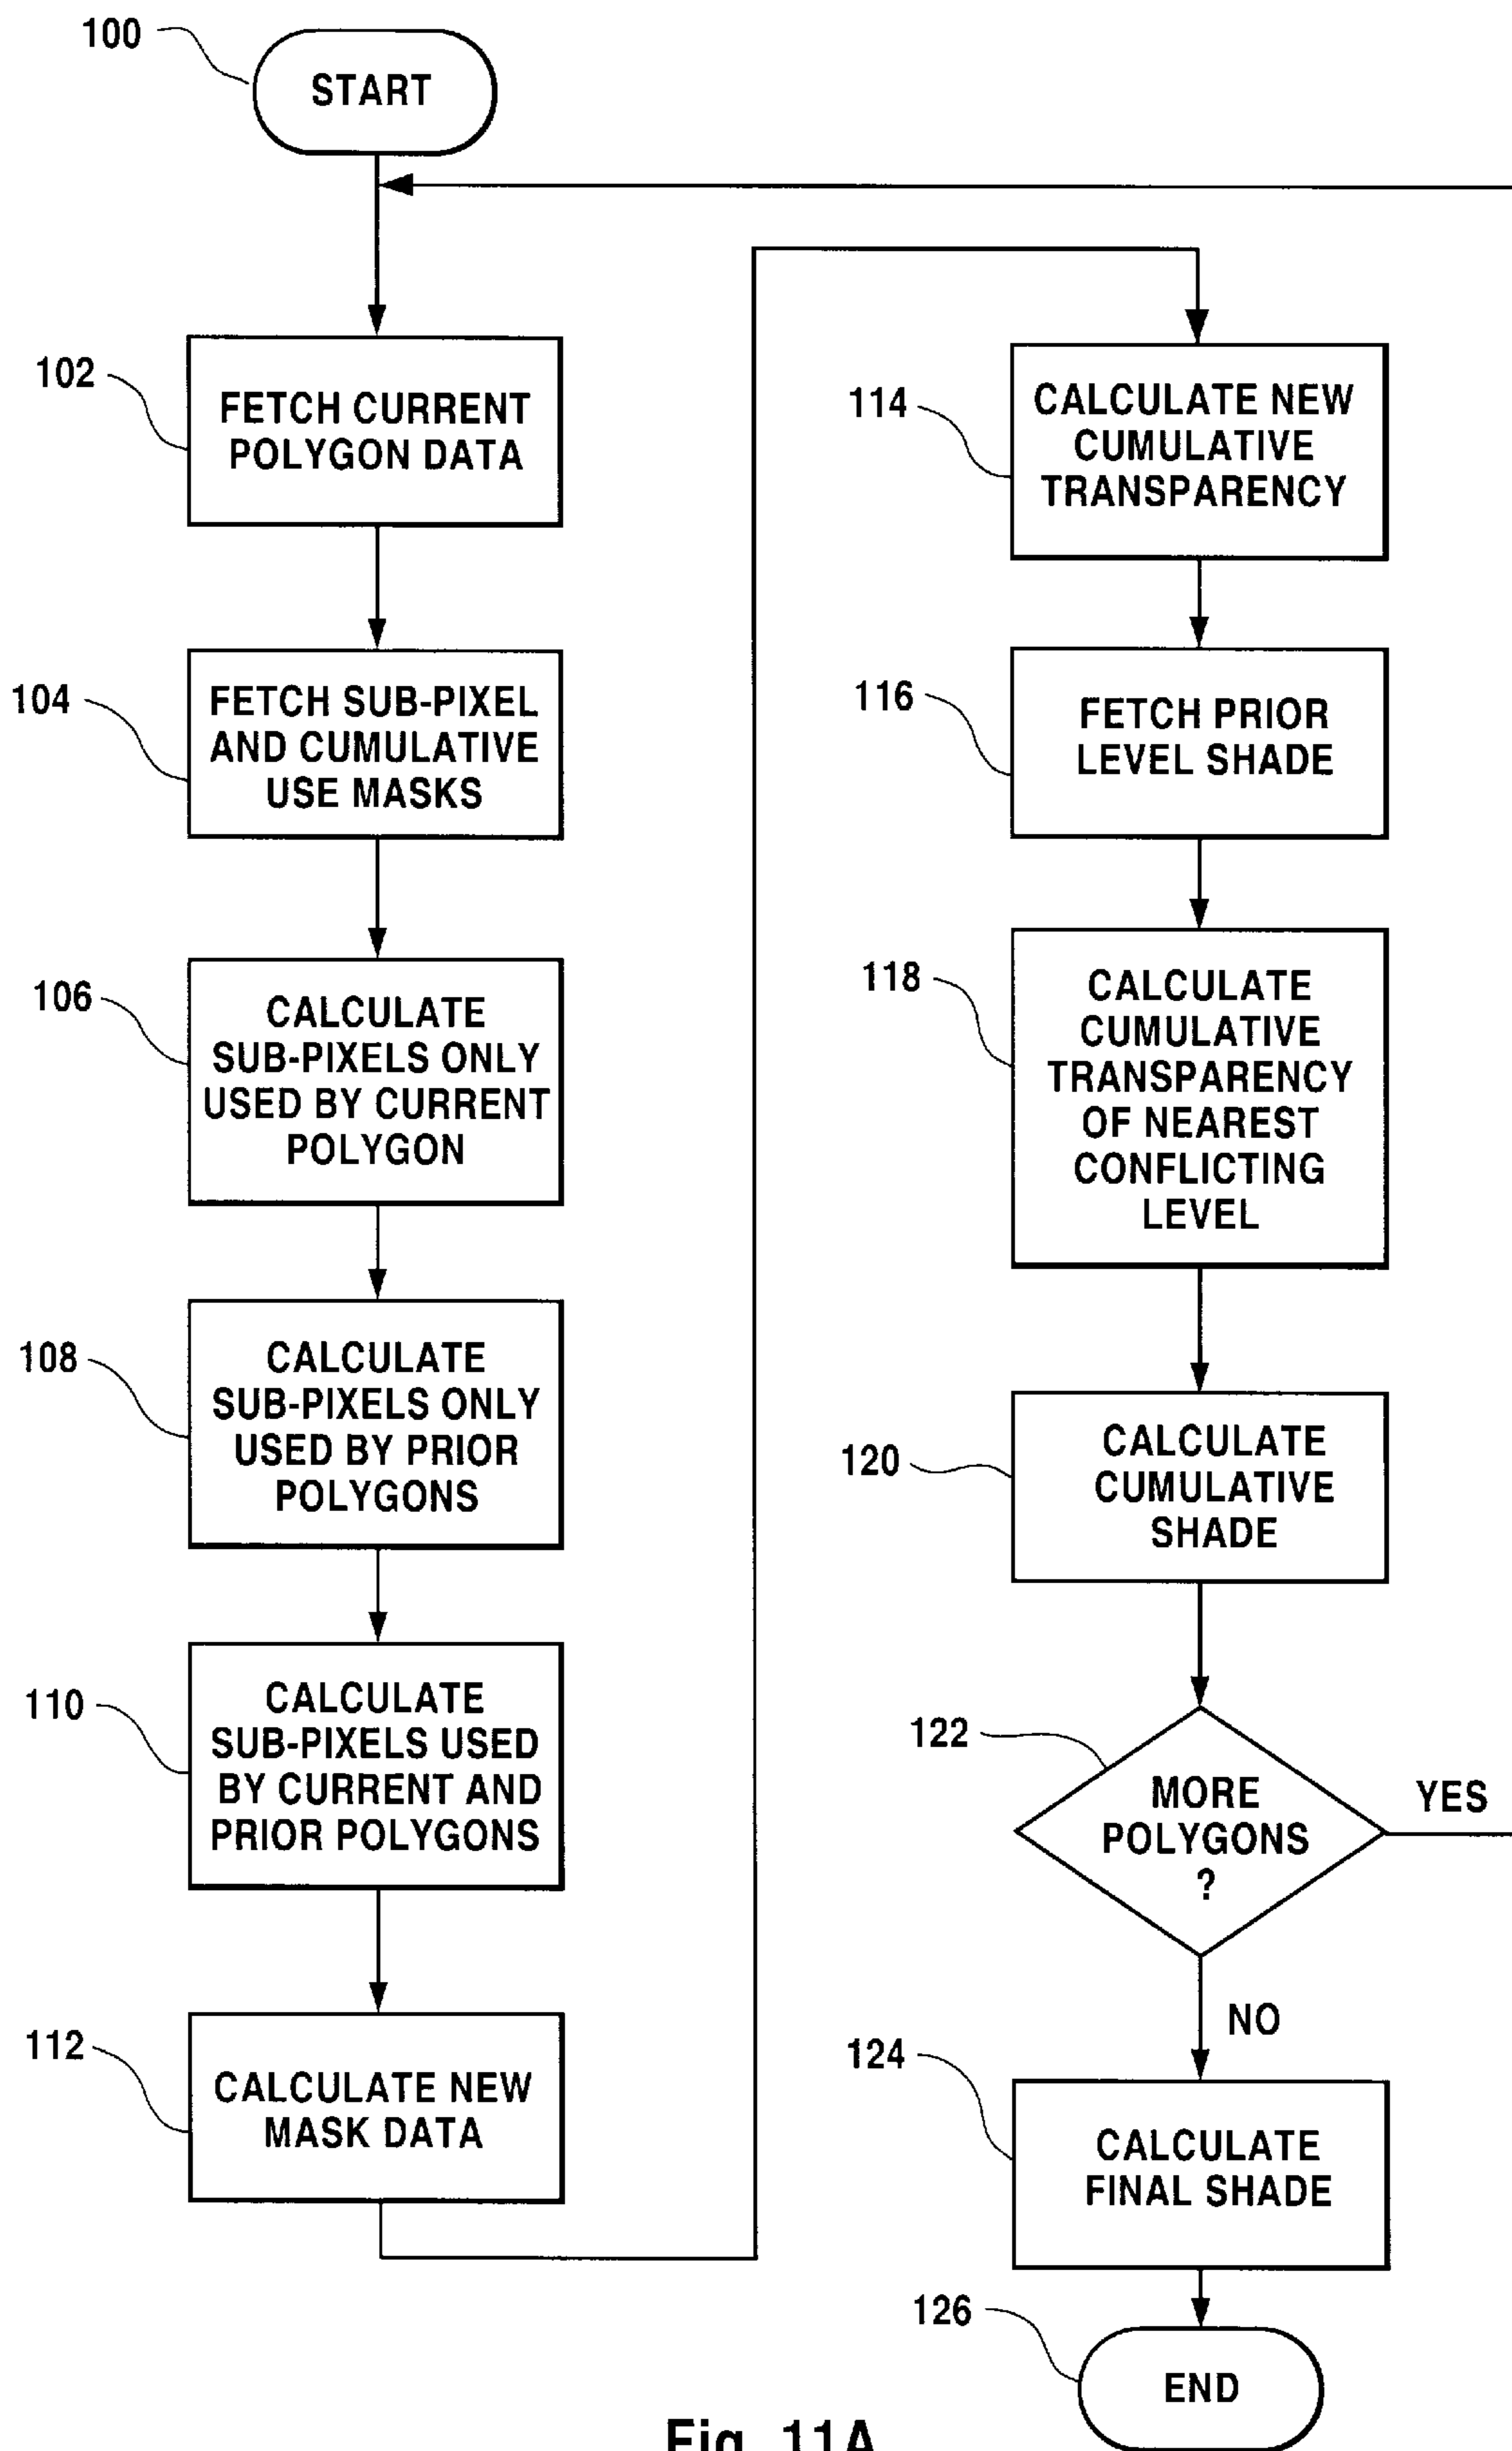 100
START
102
FETCH CURRENT
POLYGON DATA
104
FETCH SUB-PIXEL
AND CUMULATIVE
USE MASKS
106
CALCULATE
SUB-PIXELS ONLY
USED BY CURRENT
POLYGON
108
CALCULATE
SUB-PIXELS ONLY
USED BY PRIOR
POLYGONS
110
CALCULATE
SUB-PIXELS USED
BY CURRENT AND
PRIOR POLYGONS
112
CALCULATE NEW
MASK DATA
114
CALCULATE NEW
CUMULATIVE
TRANSPARENCY
116
FETCH PRIOR
LEVEL SHADE
118
CALCULATE
CUMULATIVE
TRANSPARENCY
OF NEAREST
CONFLICTING
LEVEL
120
CALCULATE
CUMULATIVE
SHADE
122
MORE
POLYGONS
?
YES
NO
124
CALCULATE
FINAL SHADE
126
END
Fig. 11A